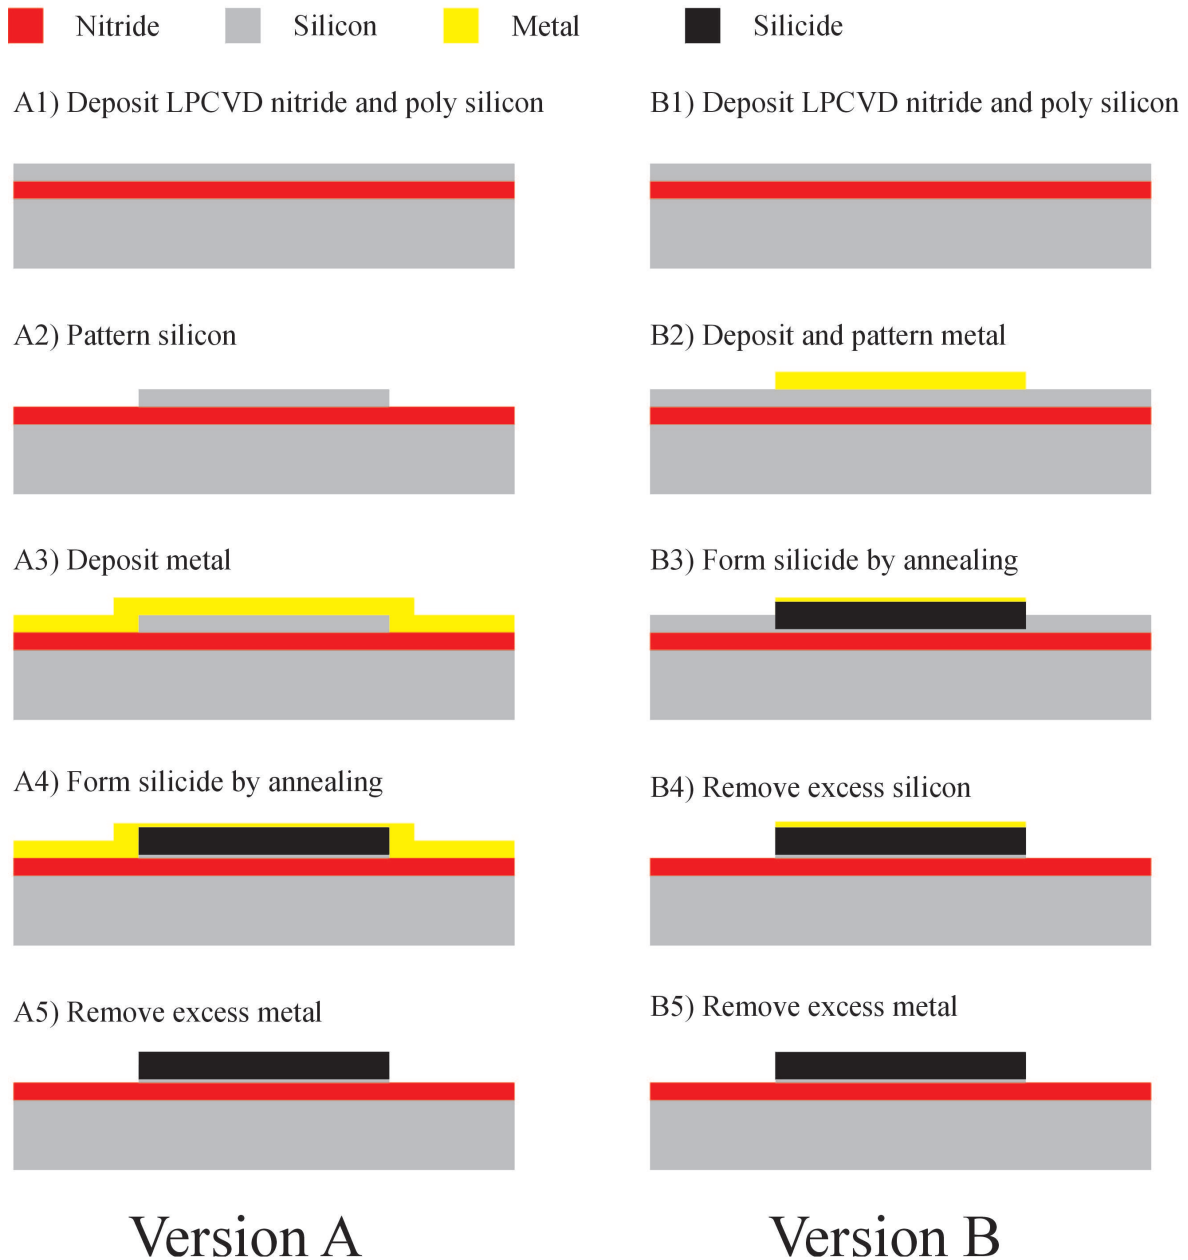 Nitride Silicon Metal Silicide
A1) Deposit LPCVD nitride and poly silicon
B1) Deposit LPCVD nitride and poly silicon
A2) Pattern silicon
B2) Deposit and pattern metal
A3) Deposit metal
B3) Form silicide by annealing
A4) Form silicide by annealing
B4) Remove excess silicon
A5) Remove excess metal
B5) Remove excess metal
Version A
Version B